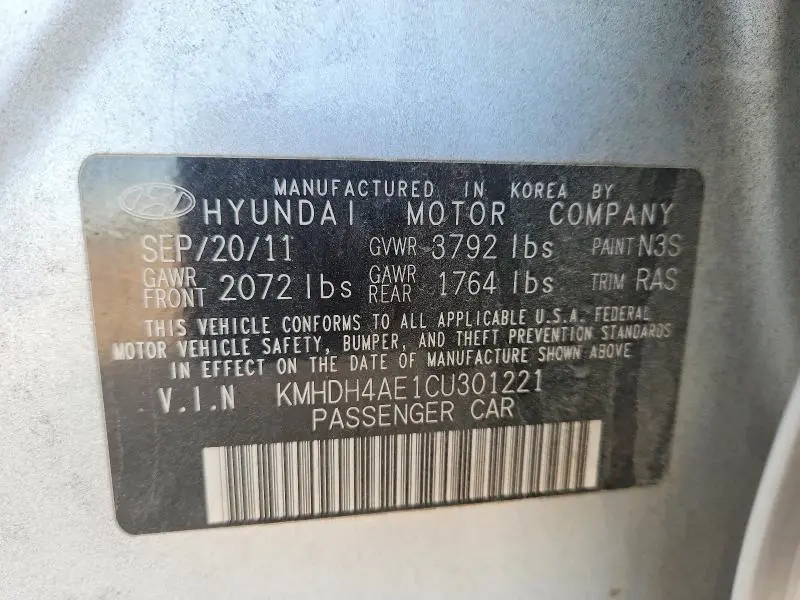 MANUFACTURED IN KOREA BY
HYUNDAI MOTOR COMPANY
SEP/20/11 GVWR 3792 lbs PAINT N3S
GAWR FRONT 2072 lbs GAWR REAR 1764 lbs TRIM RAS
THIS VEHICLE CONFORMS TO ALL APPLICABLE U.S.A. FEDERAL
MOTOR VEHICLE SAFETY, BUMPER, AND THEFT PREVENTION STANDARDS
IN EFFECT ON THE DATE OF MANUFACTURE SHOWN ABOVE
V.I.N KMHDH4AE1CU301221
PASSENGER CAR